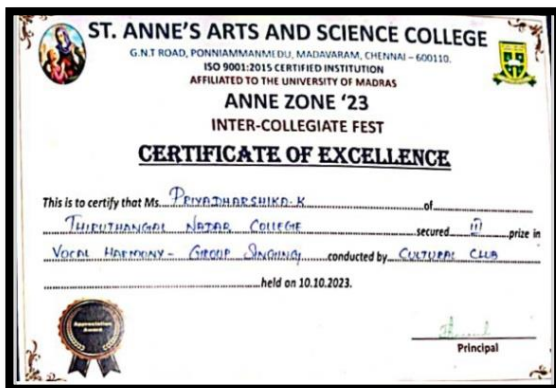 ST. ANNE'S ARTS AND SCIENCE COLLEGE
G.N.T ROAD, PONNIAMMANMEDU, MADAVARAM, CHENNAI – 600110.
ISO 9001:2015 CERTIFIED INSTITUTION
AFFILIATED TO THE UNIVERSITY OF MADRAS
ANNE ZONE '23
INTER-COLLEGIATE FEST
CERTIFICATE OF EXCELLENCE
This is to certify that Ms. PRIYADHARSHIKA. K of
THIRUTHANGAL NADAR COLLEGE secured III prize in
VOCAL HARMONY - GROUP SINGING conducted by CULTURAL CLUB
held on 10.10.2023.
Appreciation
Award
Principal